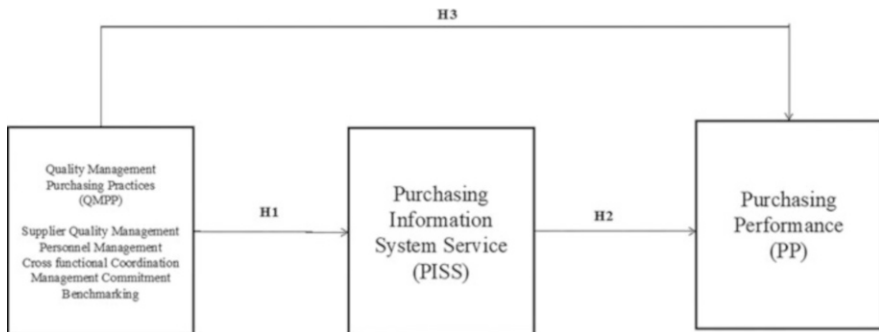 H3
Quality Management
Purchasing Practices
(QMPP)
Supplier Quality Management
Personnel Management
Cross functional Coordination
Management Commitment
Benchmarking
H1
Purchasing
Information
System Service
(PISS)
H2
Purchasing
Performance
(PP)